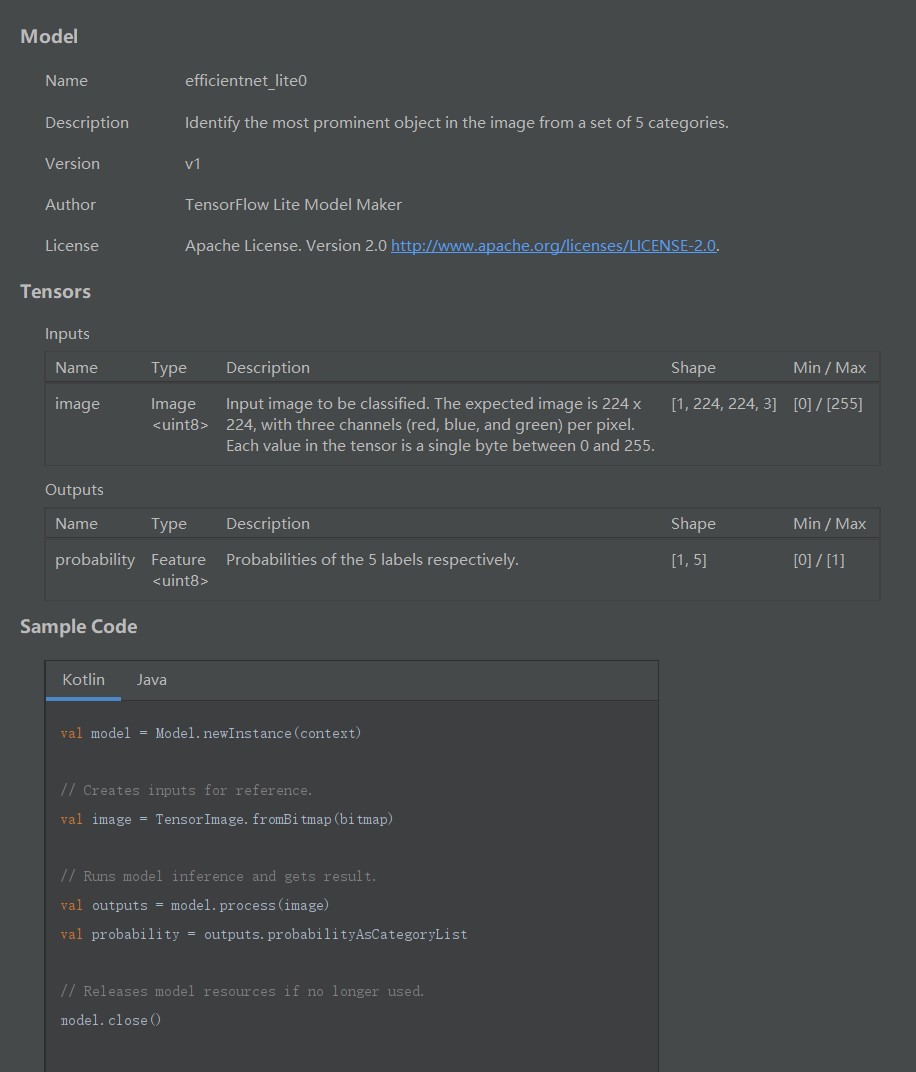 Model
Name efficientnet_lite0
Description Identify the most prominent object in the image from a set of 5 categories.
Version v1
Author TensorFlow Lite Model Maker
License Apache License. Version 2.0 http://www.apache.org/licenses/LICENSE-2.0.
Tensors
Inputs
Name Type Description Shape Min / Max
image Image Input image to be classified. The expected image is 224 x [1, 224, 224, 3] [0] / [255]
<uint8> 224, with three channels (red, blue, and green) per pixel.
Each value in the tensor is a single byte between 0 and 255.
Outputs
Name Type Description Shape Min / Max
probability Feature Probabilities of the 5 labels respectively. [1, 5] [0] / [1]
<uint8>
Sample Code
Kotlin Java
val model = Model.newInstance(context)
// Creates inputs for reference.
val image = TensorImage.fromBitmap(bitmap)
// Runs model inference and gets result.
val outputs = model.process(image)
val probability = outputs.probabilityAsCategoryList
// Releases model resources if no longer used.
model.close()